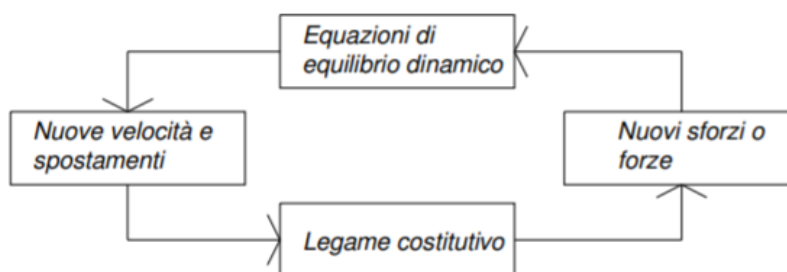 Equazioni di
equilibrio dinamico
Nuove velocità e
spostamenti
Nuovi sforzi o
forze
Legame costitutivo